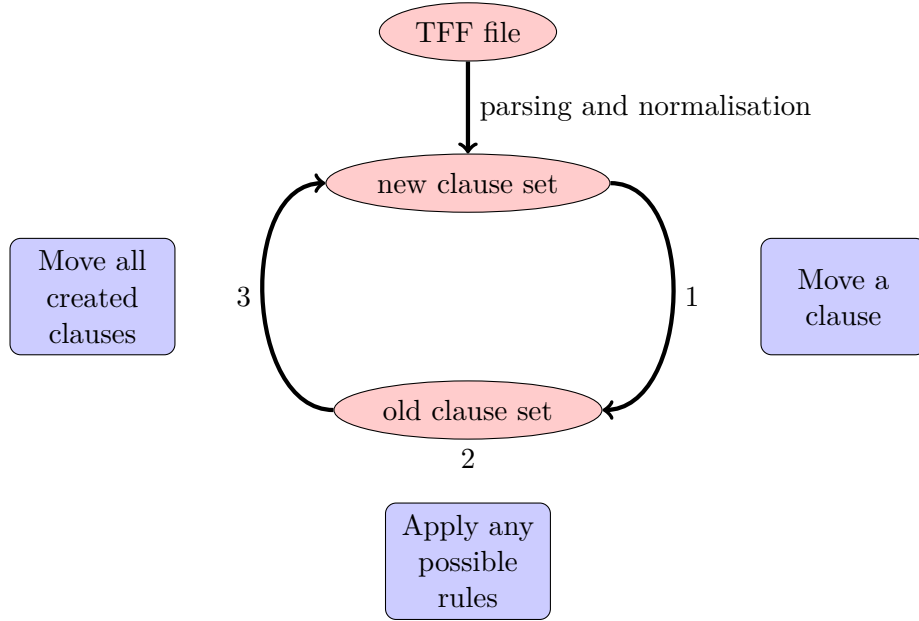 TFF file
parsing and normalisation
new clause set
Move all
created
clauses
3
1
Move a
clause
old clause set
2
Apply any
possible
rules